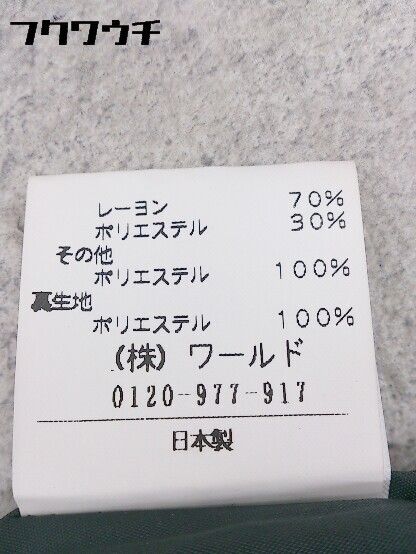 フクワウチ
レーヨン 70%
ポリエステル 30%
その他
ポリエステル 100%
裏生地
ポリエステル 100%
(株) ワールド
0120-977-917
日本製